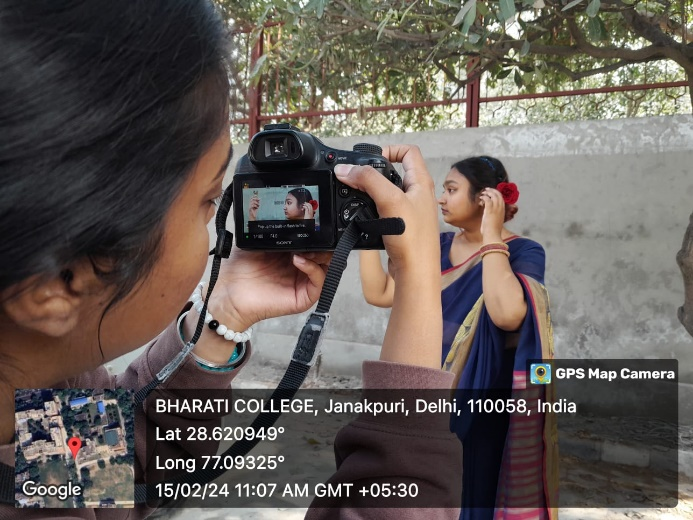 SONY
GPS Map Camera
BHARATI COLLEGE, Janakpuri, Delhi, 110058, India
Lat 28.620949°
Long 77.09325°
15/02/24 11:07 AM GMT +05:30
Google